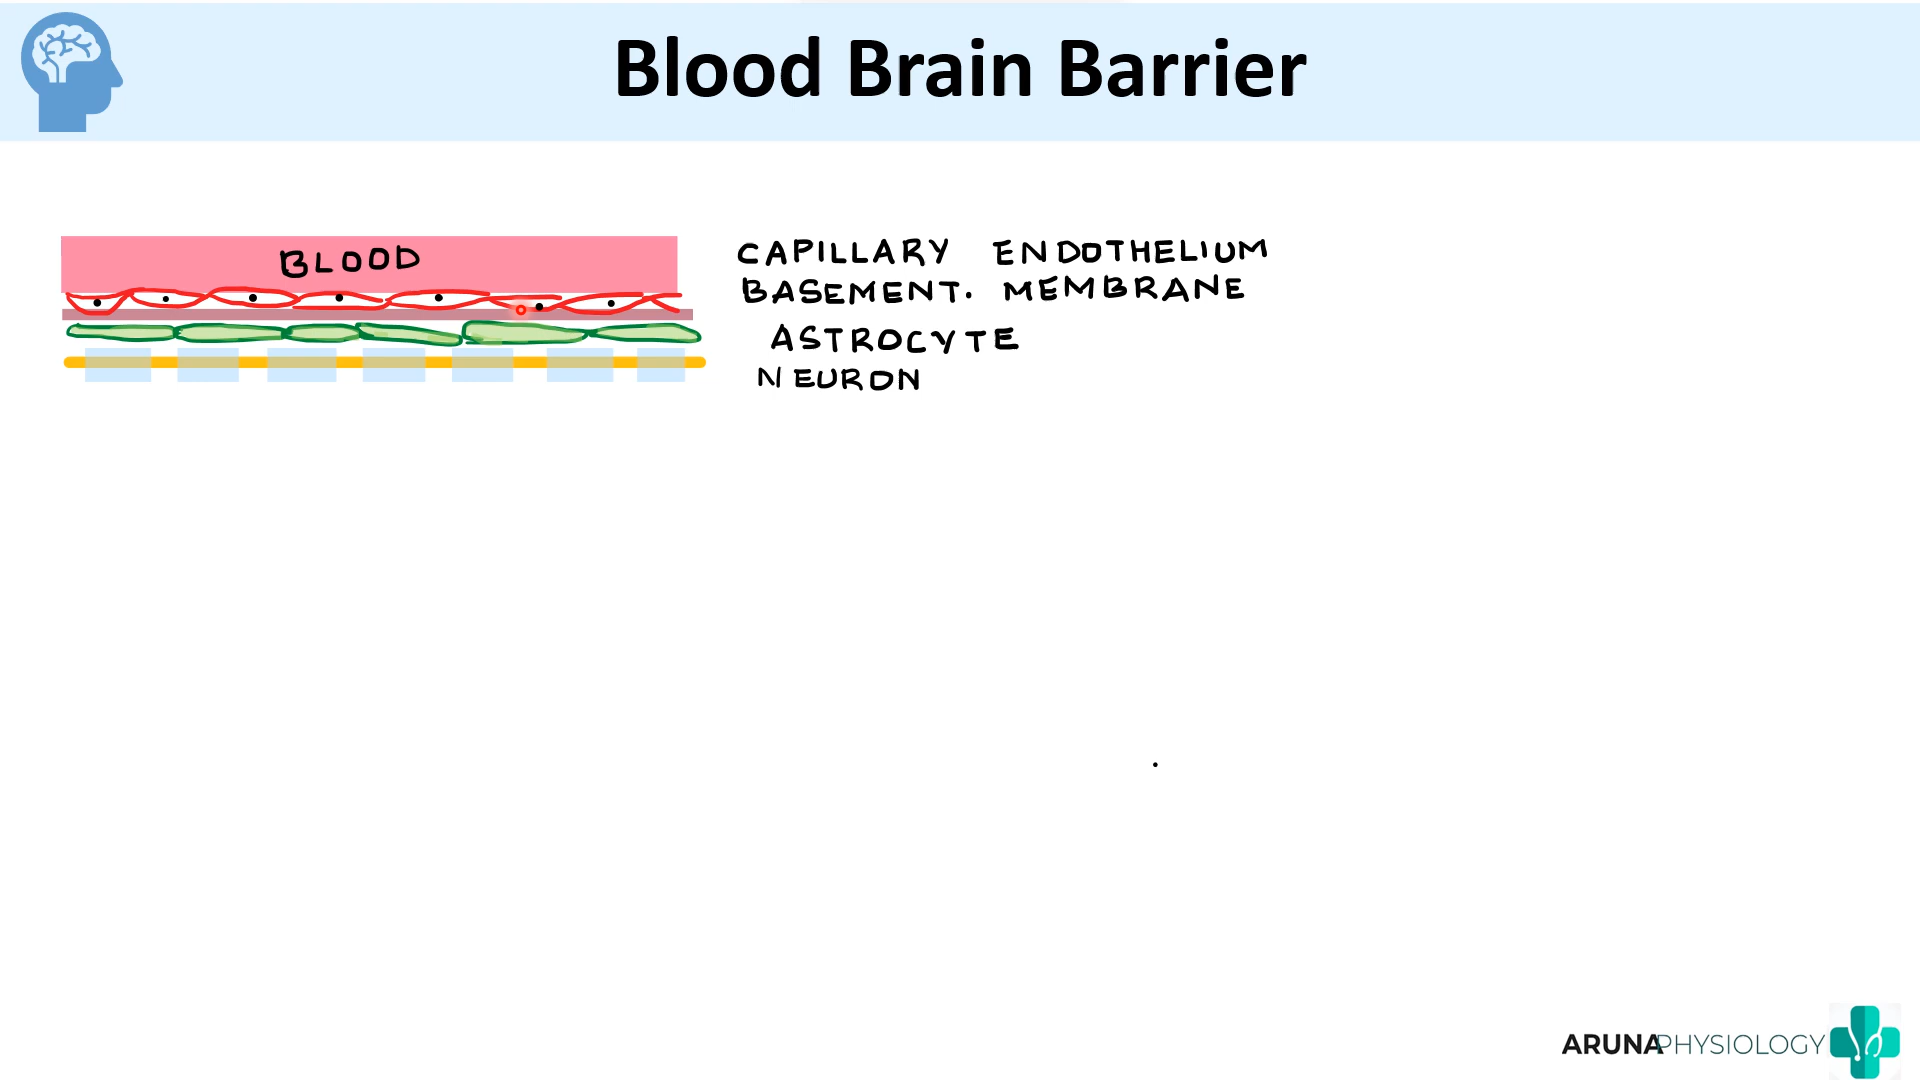 Blood Brain Barrier
BLOOD
CAPILLARY ENDOTHELIUM
BASEMENT. MEMBRANE
ASTROCYTE
NEURON
ARUNAPHYSIOLOGY